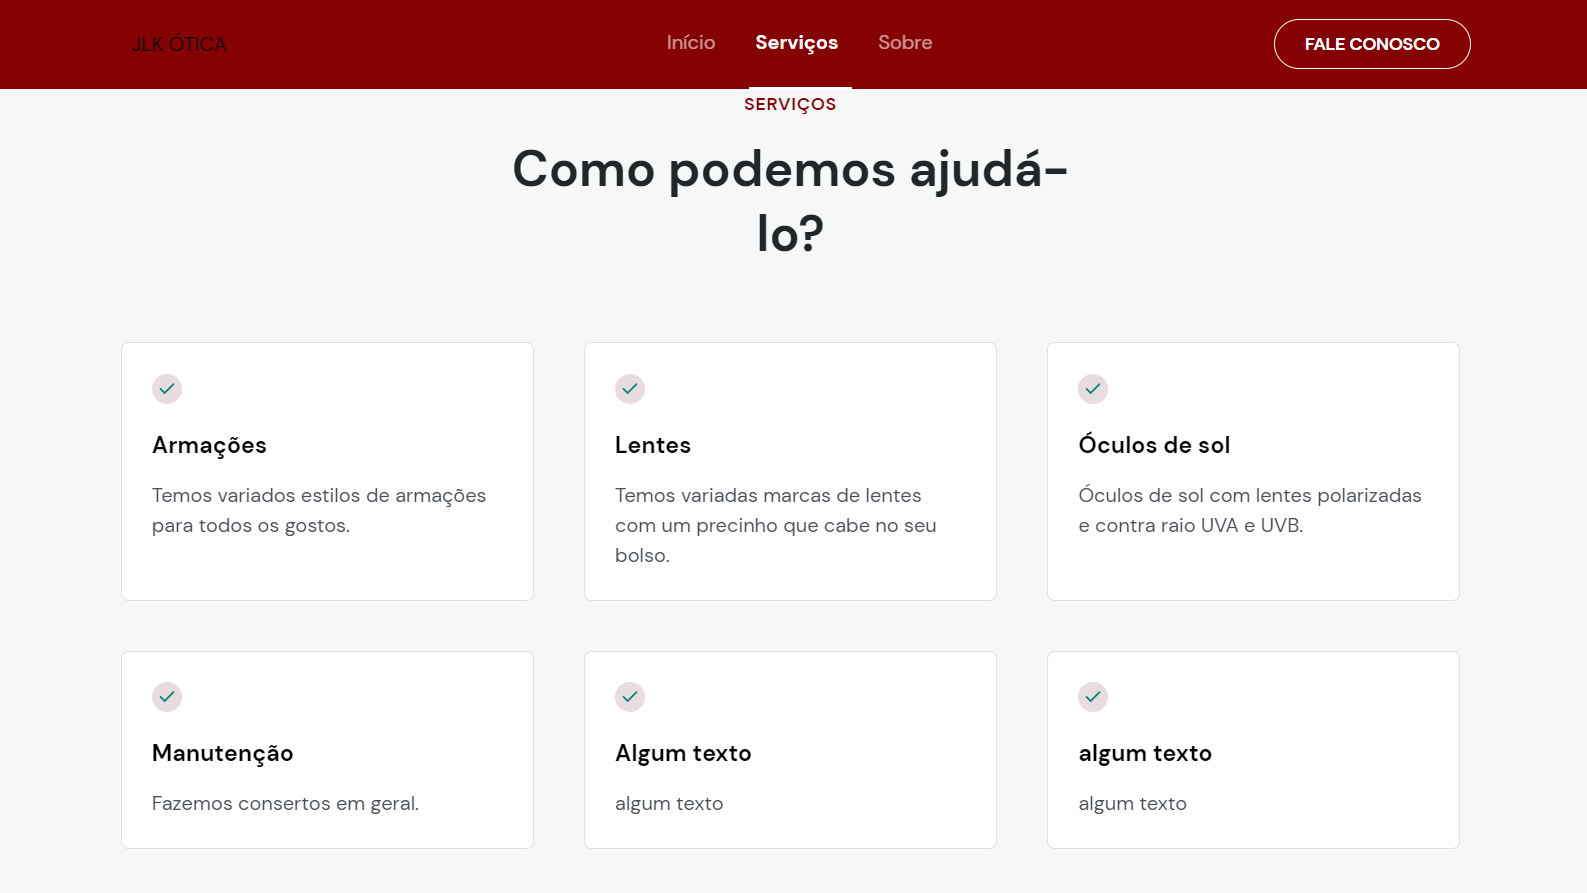 JLK ÓTICA
Início
Serviços
Sobre
FALE CONOSCO
SERVIÇOS
Como podemos ajudá-
lo?
Armações
Temos variados estilos de armações
para todos os gostos.
Lentes
Temos variadas marcas de lentes
com um precinho que cabe no seu
bolso.
Óculos de sol
Óculos de sol com lentes polarizadas
e contra raio UVA e UVB.
Manutenção
Fazemos consertos em geral.
Algum texto
algum texto
algum texto
algum texto